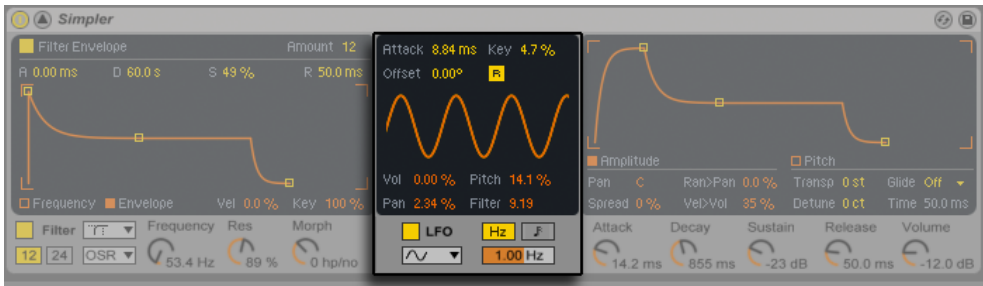 Simpler
Filter Envelope Amount 12
A 0.00 ms D 60.0 s S 49 % R 50.0 ms
Frequency Envelope Vel 0.0 % Key 100 %
Filter Frequency Res Morph
12 24 OSR 53.4 Hz 89 % 0 hp/no
Attack 8.84 ms Key 4.7 %
Offset 0.00° R
Vol 0.00 % Pitch 14.1 %
Pan 2.34 % Filter 9.19
LFO Hz
1.00 Hz
Amplitude Pitch
Pan C Ran>Pan 0.0 % Transp 0 st Glide Off
Spread 0 % Vel>Vol 35 % Detune 0 ct Time 50.0 ms
Attack Decay Sustain Release Volume
14.2 ms 855 ms -23 dB 50.0 ms -12.0 dB